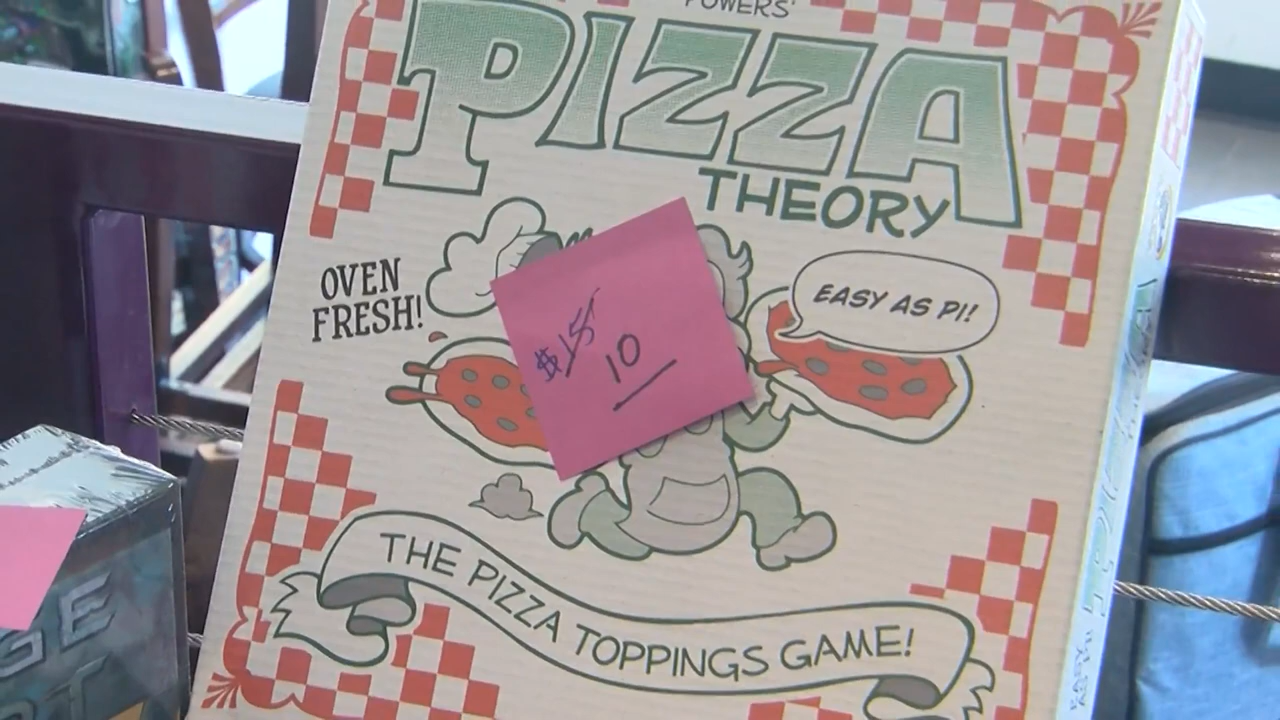 POWERS'
PIZZA
THEORY
OVEN
FRESH!
EASY AS PI!
$15
10
THE PIZZA TOPPINGS GAME!